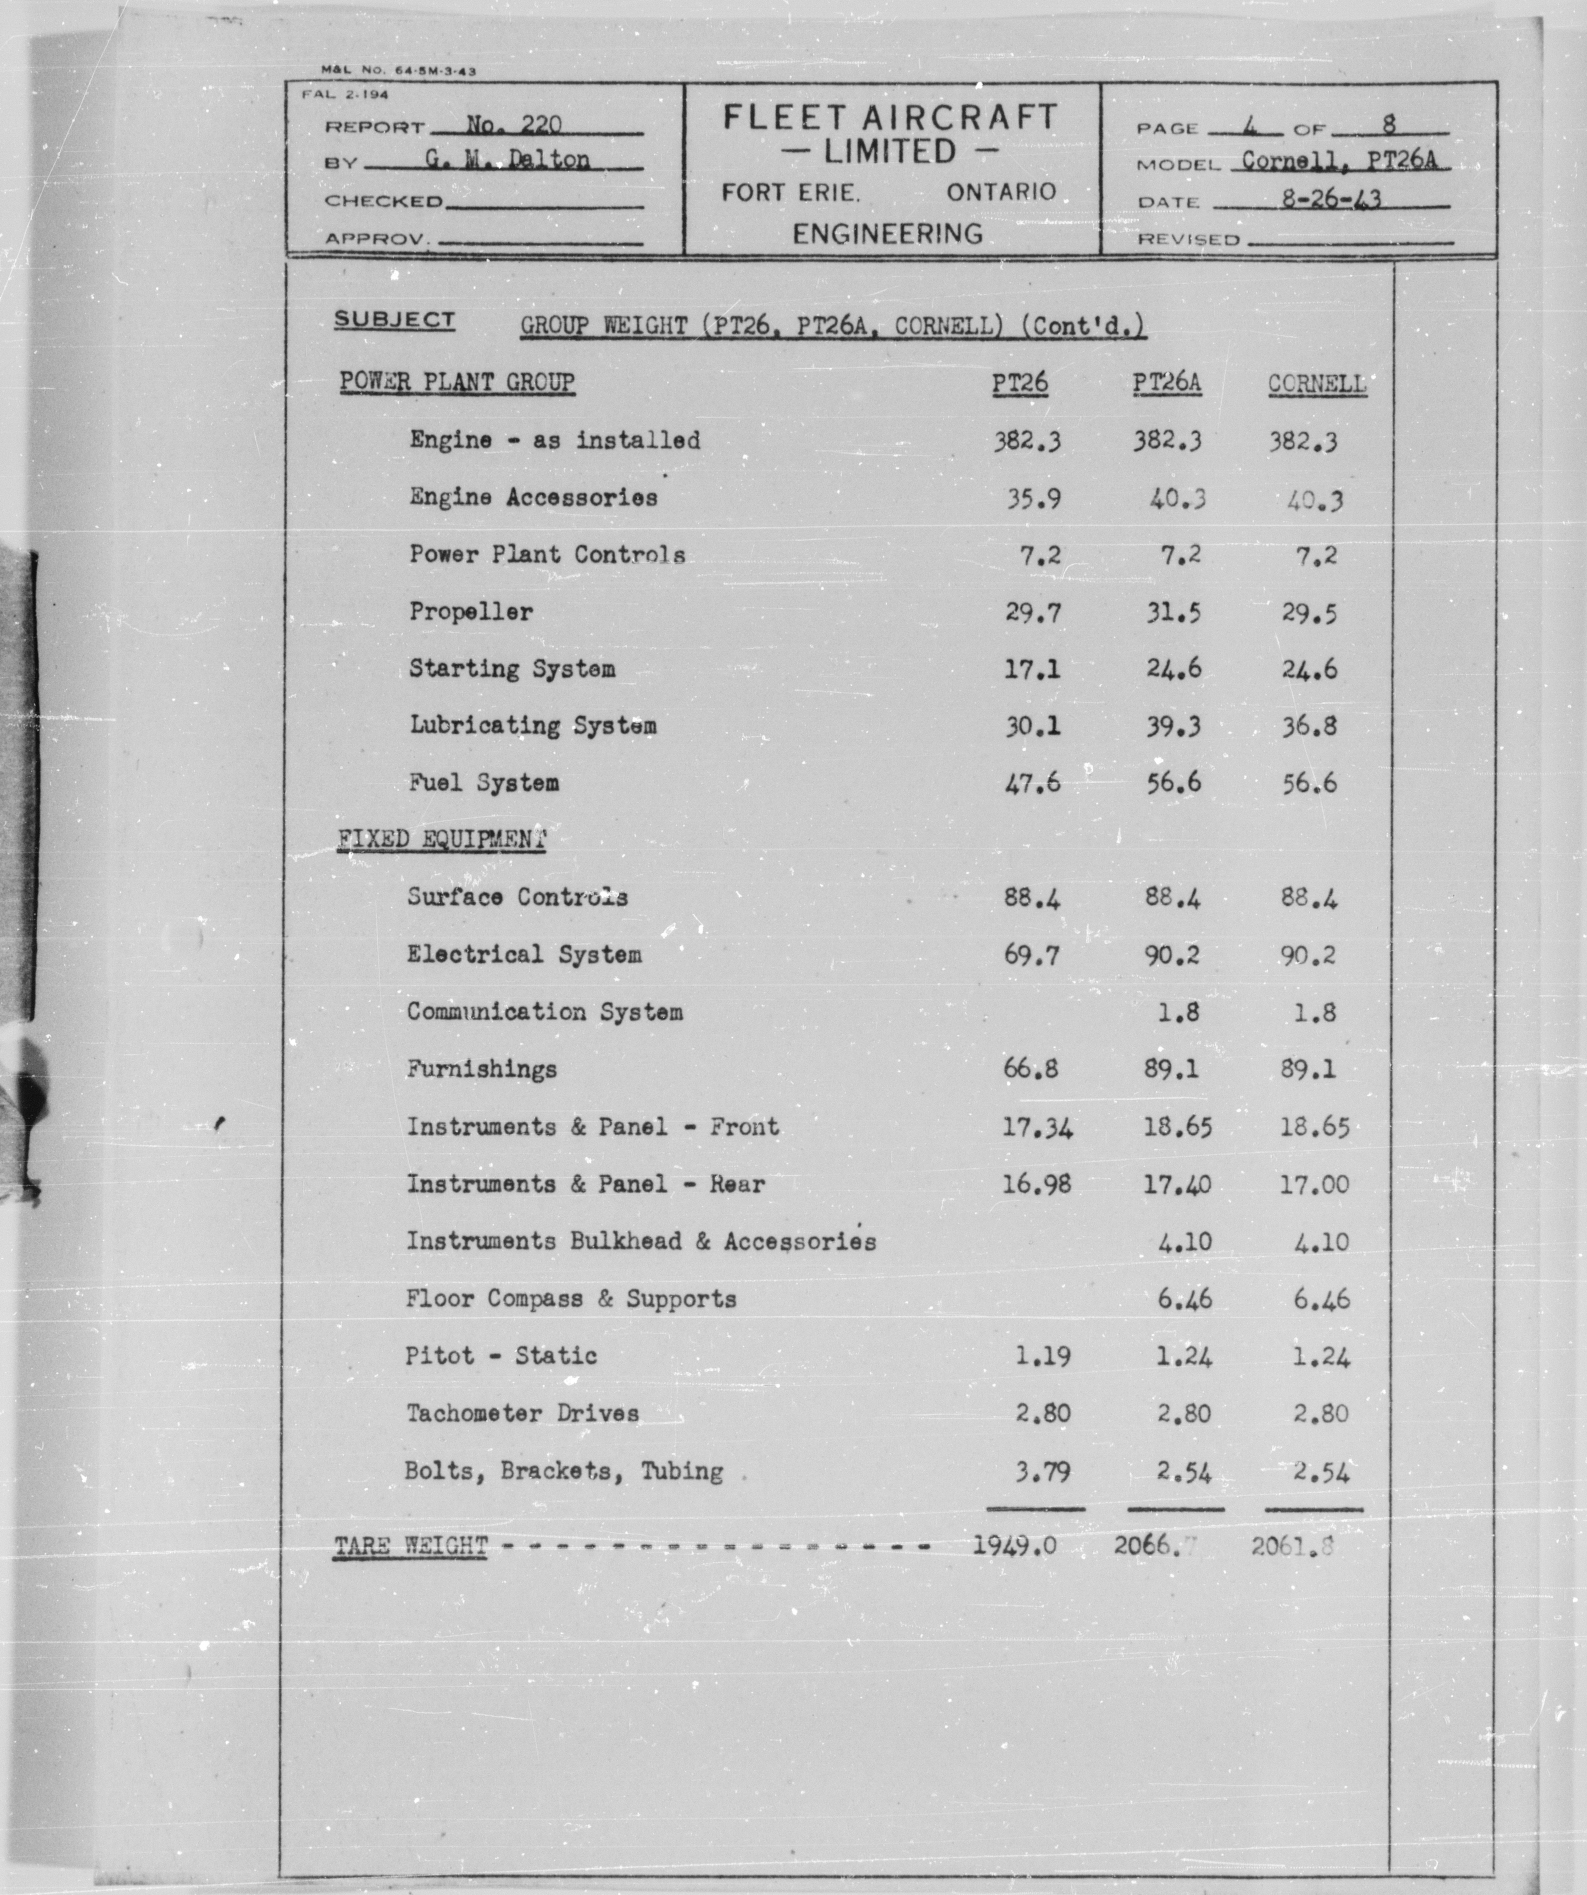 M&L No. 64-5M-3-43
FAL 2-194
REPORT No. 220
BY G. M. Dalton
CHECKED
APPROV.
FLEET AIRCRAFT
— LIMITED —
FORT ERIE. ONTARIO
ENGINEERING
PAGE 4 OF 8
MODEL Cornell, PT26A
DATE 8-26-43
REVISED
SUBJECT GROUP WEIGHT (PT26, PT26A, CORNELL) (Cont'd.)
POWER PLANT GROUP PT26 PT26A CORNELL
Engine - as installed 382.3 382.3 382.3
Engine Accessories 35.9 40.3 40.3
Power Plant Controls 7.2 7.2 7.2
Propeller 29.7 31.5 29.5
Starting System 17.1 24.6 24.6
Lubricating System 30.1 39.3 36.8
Fuel System 47.6 56.6 56.6
FIXED EQUIPMENT
Surface Controls 88.4 88.4 88.4
Electrical System 69.7 90.2 90.2
Communication System 1.8 1.8
Furnishings 66.8 89.1 89.1
Instruments & Panel - Front 17.34 18.65 18.65
Instruments & Panel - Rear 16.98 17.40 17.00
Instruments Bulkhead & Accessories 4.10 4.10
Floor Compass & Supports 6.46 6.46
Pitot - Static 1.19 1.24 1.24
Tachometer Drives 2.80 2.80 2.80
Bolts, Brackets, Tubing 3.79 2.54 2.54
TARE WEIGHT - - - - - - - - - - - - - - - - 1949.0 2066.7 2061.8